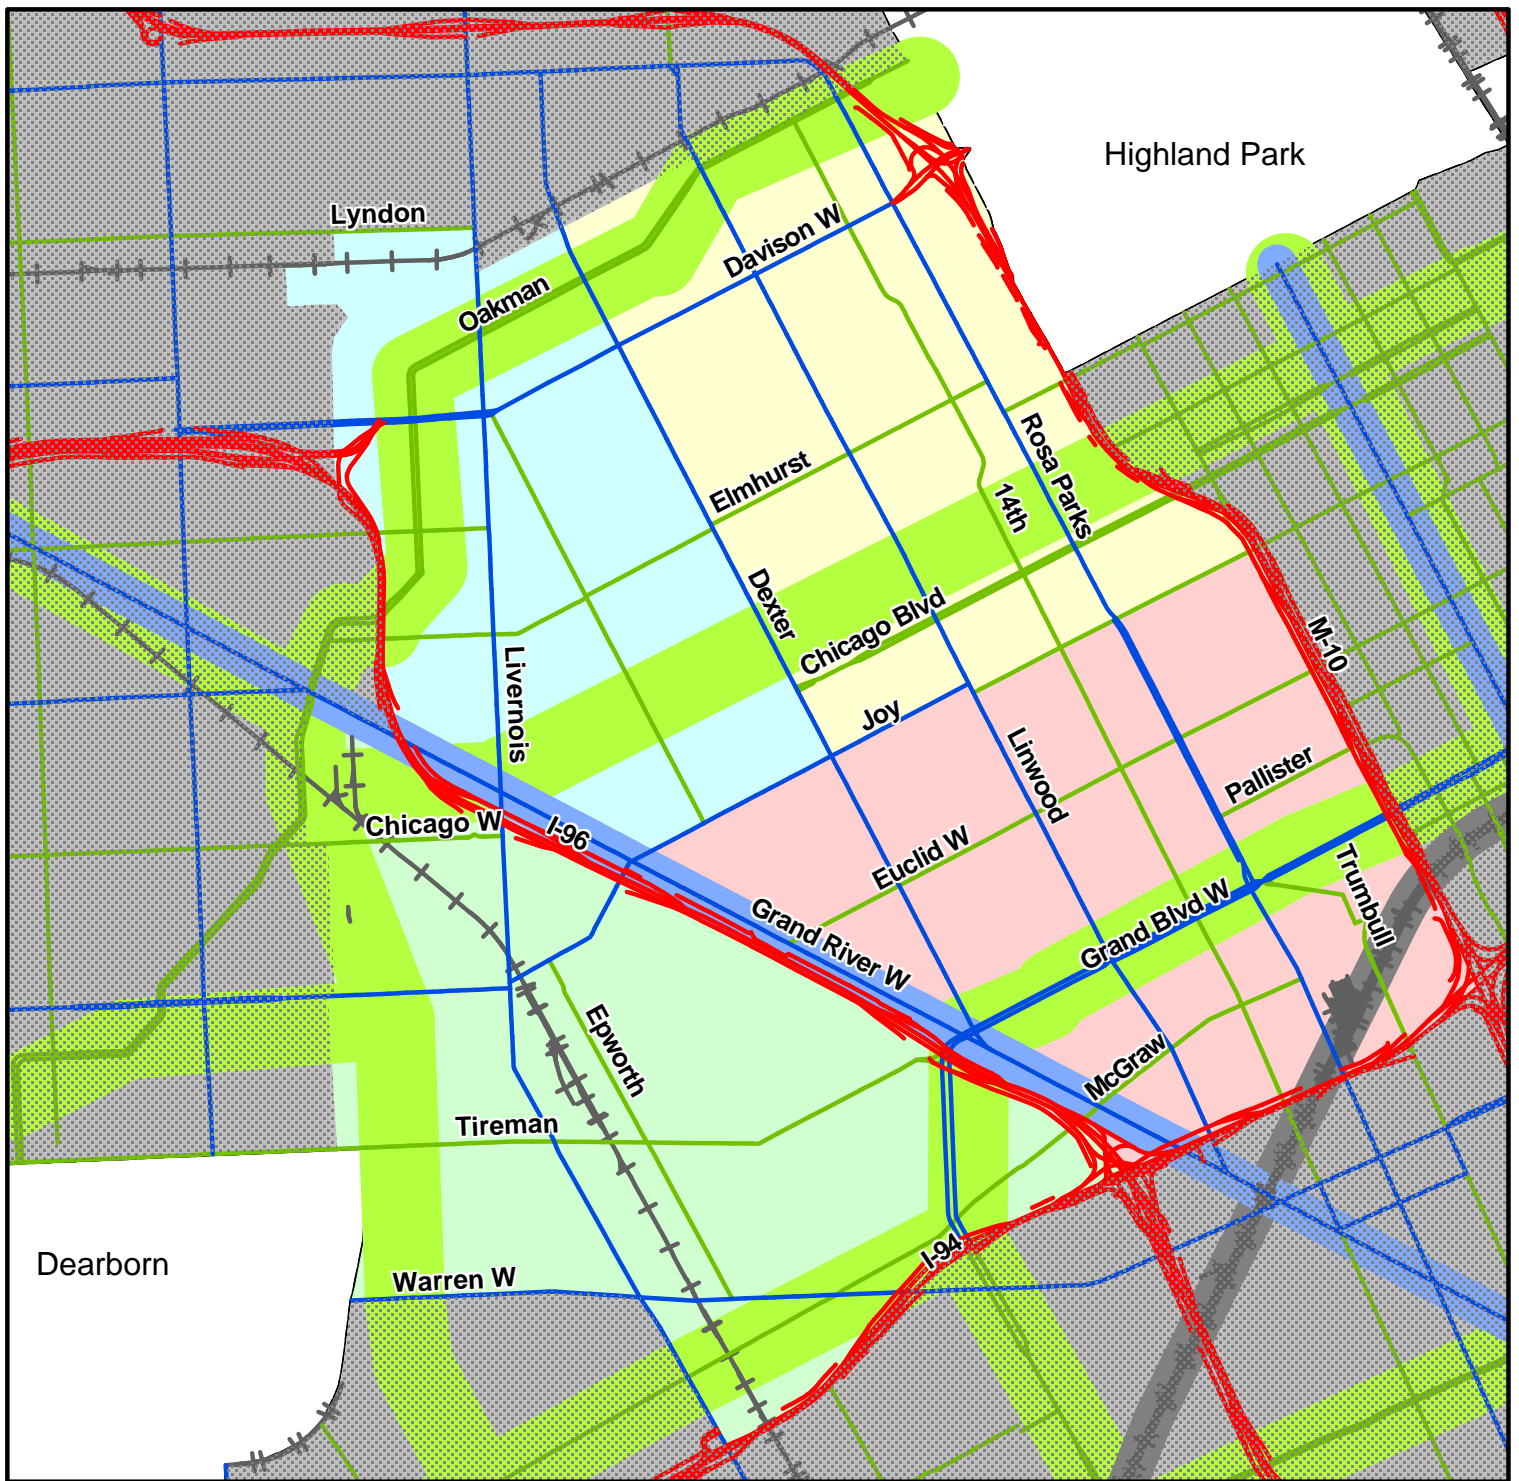 Highland Park
Lyndon
Davison W
Oakman
Elmhurst
Rosa Parks
14th
Dexter
Chicago Blvd
M-10
Livernois
Joy
Linwood
Pallister
Chicago W
I-96
Euclid W
Trumbull
Grand River W
Grand Blvd W
Epworth
McGraw
Tireman
I-94
Dearborn
Warren W